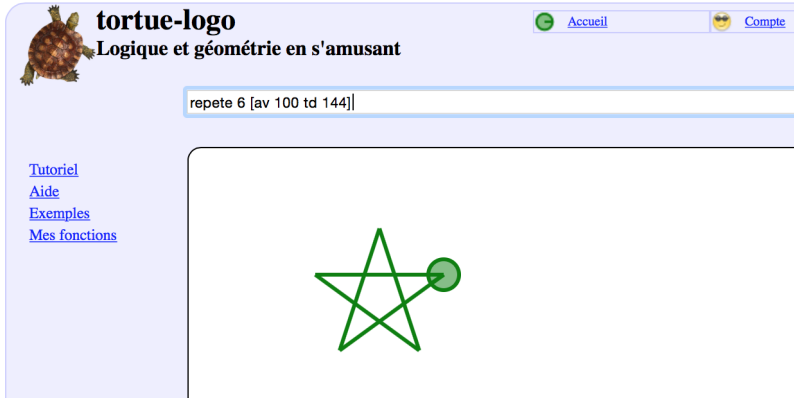 tortue-logo
Logique et géométrie en s'amusant
Accueil
Compte
repete 6 [av 100 td 144]
Tutoriel
Aide
Exemples
Mes fonctions